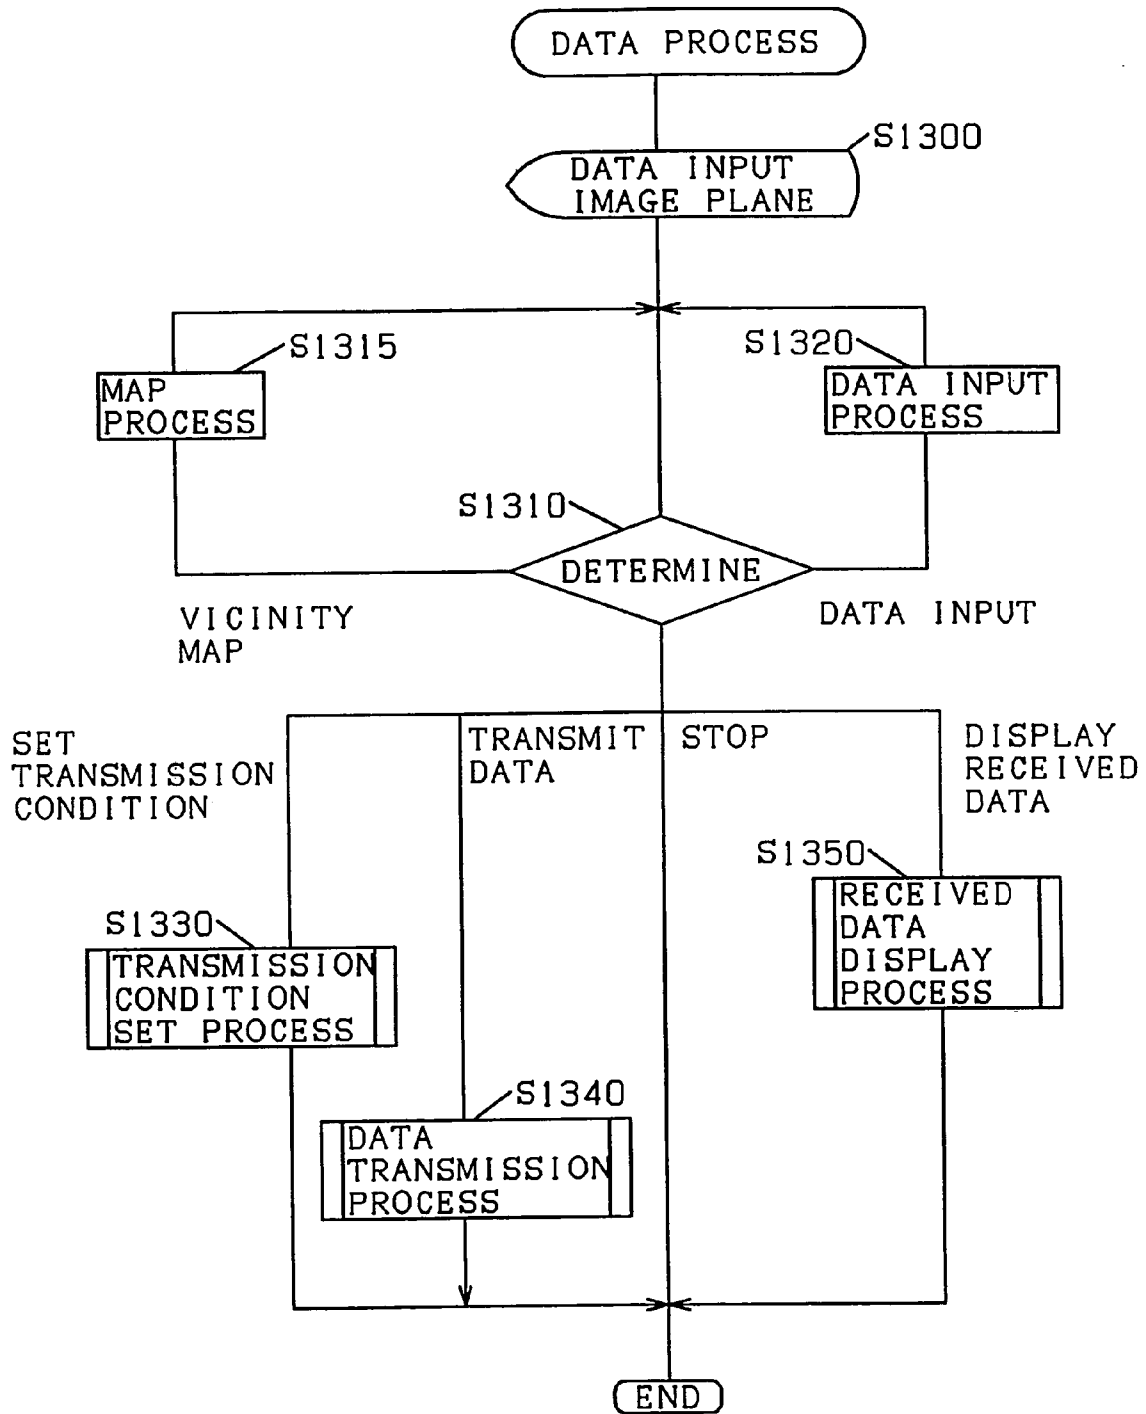 DATA PROCESS
S1300
DATA INPUT
IMAGE PLANE
S1315
MAP
PROCESS
S1320
DATA INPUT
PROCESS
S1310
DETERMINE
VICINITY
MAP
DATA INPUT
SET
TRANSMISSION
CONDITION
TRANSMIT
DATA
STOP
DISPLAY
RECEIVED
DATA
S1350
RECEIVED
DATA
DISPLAY
PROCESS
S1330
TRANSMISSION
CONDITION
SET PROCESS
S1340
DATA
TRANSMISSION
PROCESS
END